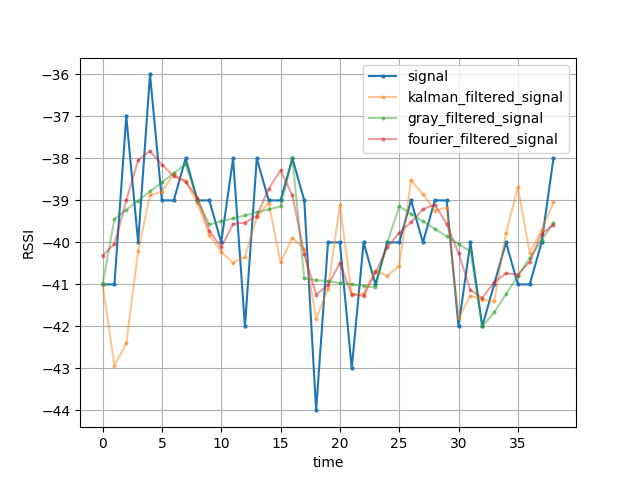 −36
−37
−38
−39
−40
−41
−42
−43
−44
RSSI
0 5 10 15 20 25 30 35
time
signal
kalman_filtered_signal
gray_filtered_signal
fourier_filtered_signal